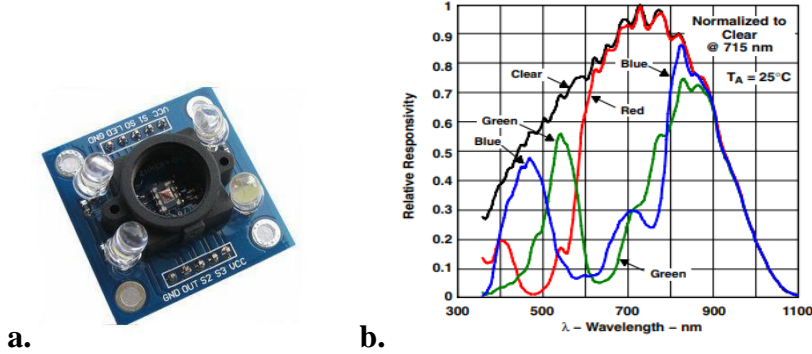 VCC
S1
SO
LED
GND
GND OUT S2 S3 VCC
a.
b.
Relative Responsivity
1
0.9
0.8
0.7
0.6
0.5
0.4
0.3
0.2
0.1
0
Normalized to
Clear
@ 715 nm
TA = 25°C
Blue
Clear
Red
Green
Blue
Green
300 500 700 900 1100
λ – Wavelength – nm